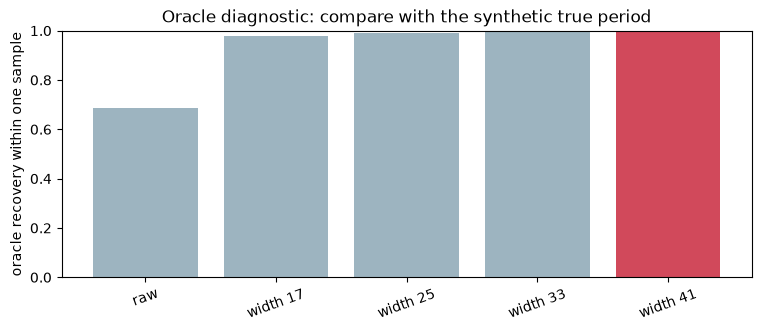 Oracle diagnostic: compare with the synthetic true period
oracle recovery within one sample
1.0
0.8
0.6
0.4
0.2
0.0
raw
width 17
width 25
width 33
width 41